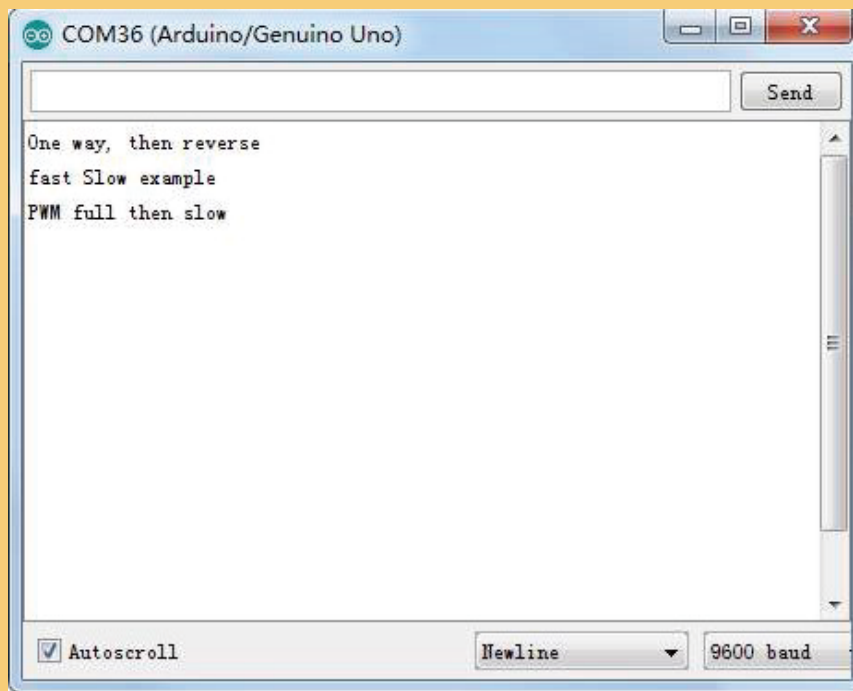 COM36 (Arduino/Genuino Uno)
Send
One way, then reverse
fast Slow example
PWM full then slow
Autoscroll
Newline
9600 baud